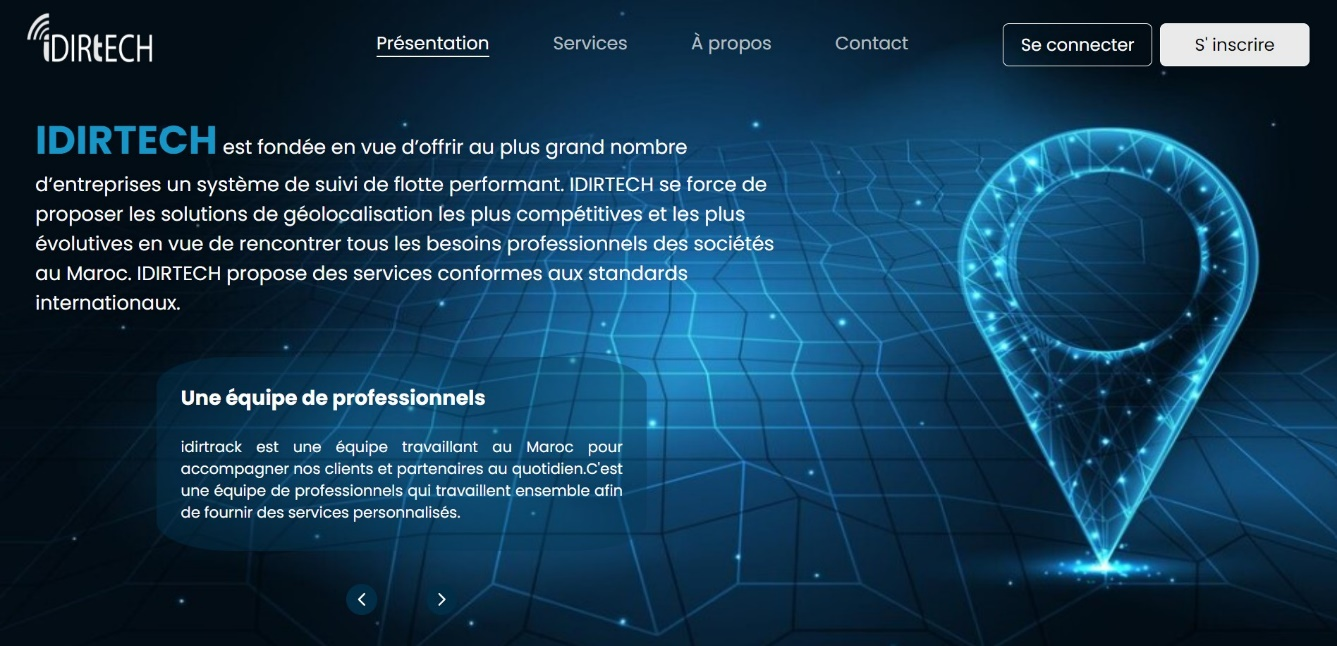 iDIRtECH
Présentation
Services
À propos
Contact
Se connecter
S' inscrire
IDIRTECH est fondée en vue d’offrir au plus grand nombre
d’entreprises un système de suivi de flotte performant. IDIRTECH se force de
proposer les solutions de géolocalisation les plus compétitives et les plus
évolutives en vue de rencontrer tous les besoins professionnels des sociétés
au Maroc. IDIRTECH propose des services conformes aux standards
internationaux.
Une équipe de professionnels
idirtrack est une équipe travaillant au Maroc pour
accompagner nos clients et partenaires au quotidien.C'est
une équipe de professionnels qui travaillent ensemble afin
de fournir des services personnalisés.